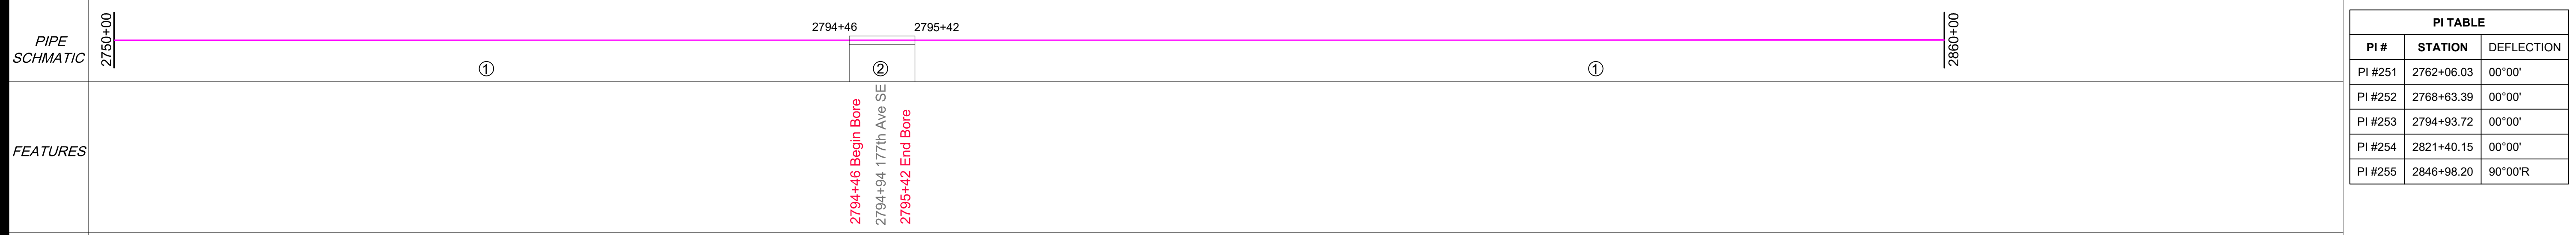 PIPE
SCHMATIC
2750+00
2794+46
2795+42
2860+00
①
②
①
FEATURES
2794+46 Begin Bore
2794+94 177th Ave SE
2795+42 End Bore
PI TABLE
PI # STATION DEFLECTION
PI #251 2762+06.03 00°00'
PI #252 2768+63.39 00°00'
PI #253 2794+93.72 00°00'
PI #254 2821+40.15 00°00'
PI #255 2846+98.20 90°00'R